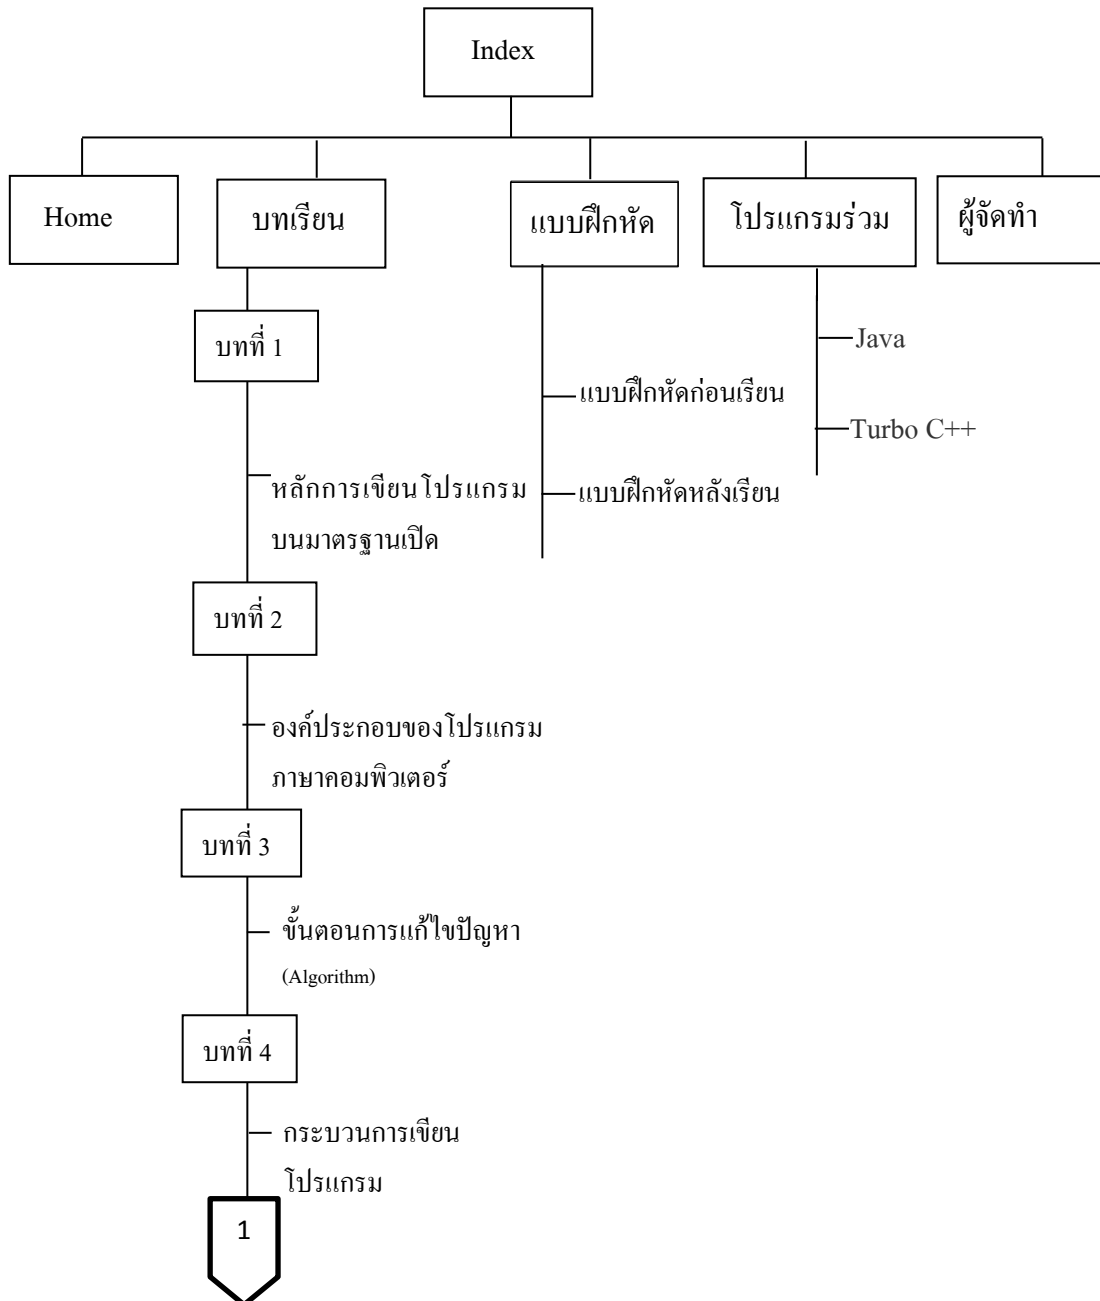 Index
Home
บทเรียน
แบบฝึกหัด
โปรแกรมร่วม
ผู้จัดทำ
บทที่ 1
หลักการเขียนโปรแกรม
บนมาตรฐานเปิด
บทที่ 2
องค์ประกอบของโปรแกรม
ภาษาคอมพิวเตอร์
บทที่ 3
ขั้นตอนการแก้ไขปัญหา
(Algorithm)
บทที่ 4
กระบวนการเขียน
โปรแกรม
1
แบบฝึกหัดก่อนเรียน
แบบฝึกหัดหลังเรียน
Java
Turbo C++